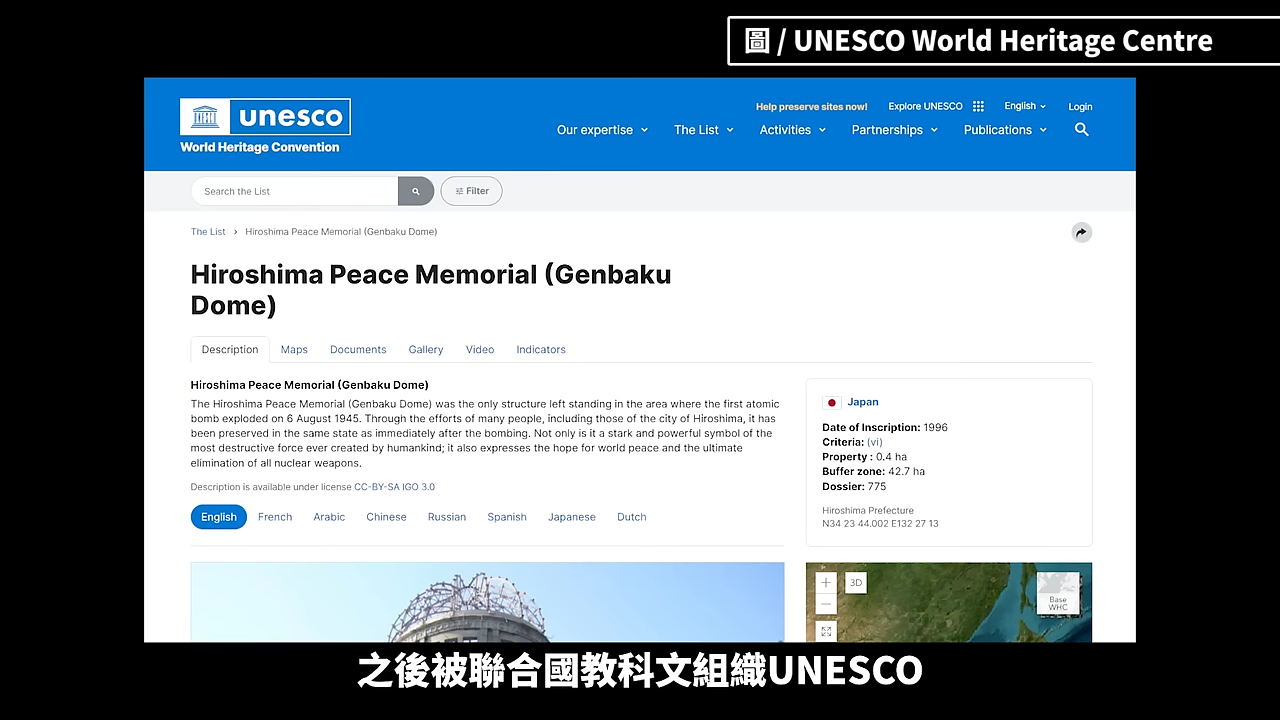 圖 / UNESCO World Heritage Centre
unesco
World Heritage Convention
Help preserve sites now!
Explore UNESCO
English
Login
Our expertise
The List
Activities
Partnerships
Publications
Search the List
Filter
The List › Hiroshima Peace Memorial (Genbaku Dome)
Hiroshima Peace Memorial (Genbaku
Dome)
Description
Maps
Documents
Gallery
Video
Indicators
Hiroshima Peace Memorial (Genbaku Dome)
The Hiroshima Peace Memorial (Genbaku Dome) was the only structure left standing in the area where the first atomic
bomb exploded on 6 August 1945. Through the efforts of many people, including those of the city of Hiroshima, it has
been preserved in the same state as immediately after the bombing. Not only is it a stark and powerful symbol of the
most destructive force ever created by humankind; it also expresses the hope for world peace and the ultimate
elimination of all nuclear weapons.
Description is available under license CC-BY-SA IGO 3.0
English
French
Arabic
Chinese
Russian
Spanish
Japanese
Dutch
Japan
Date of Inscription: 1996
Criteria: (vi)
Property : 0.4 ha
Buffer zone: 42.7 ha
Dossier: 775
Hiroshima Prefecture
N34 23 44.002 E132 27 13
+
3D
−
Base
WHC
之後被聯合國教科文組織UNESCO